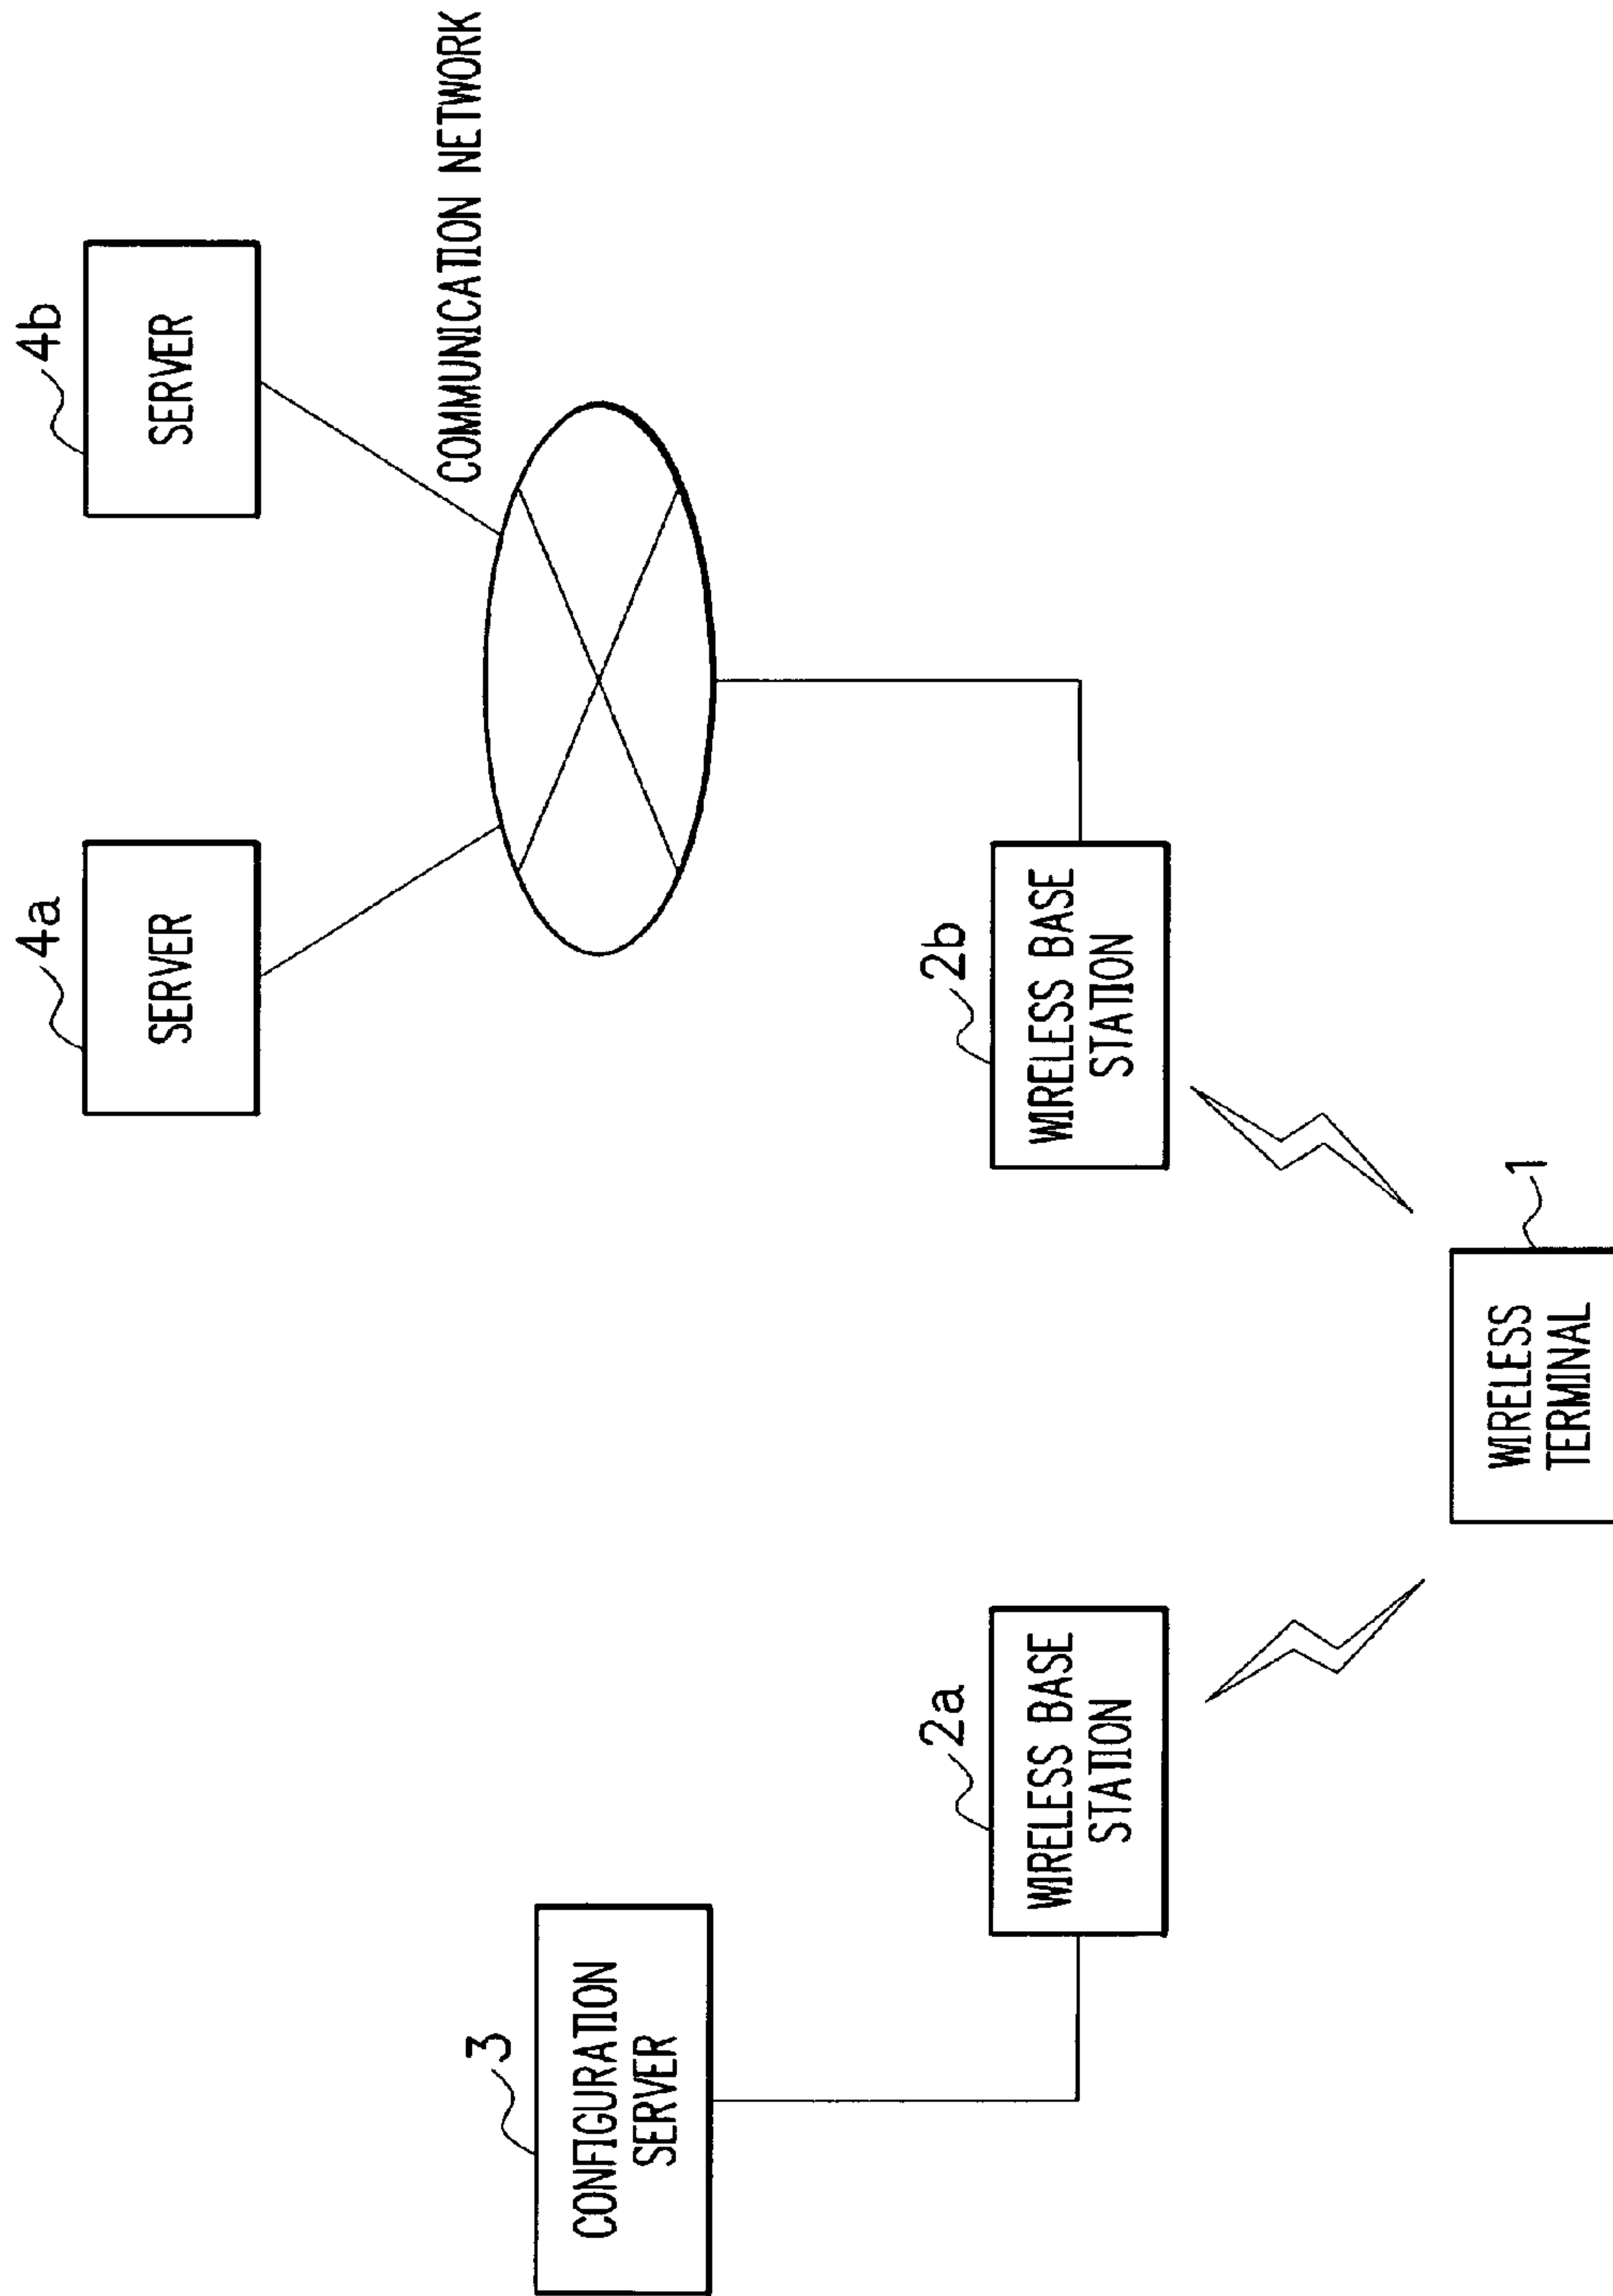 4a
SERVER
4b
SERVER
COMMUNICATION NETWORK
3
CONFIGURATION
SERVER
2a
WIRELESS BASE
STATION
2b
WIRELESS BASE
STATION
1
WIRELESS
TERMINAL